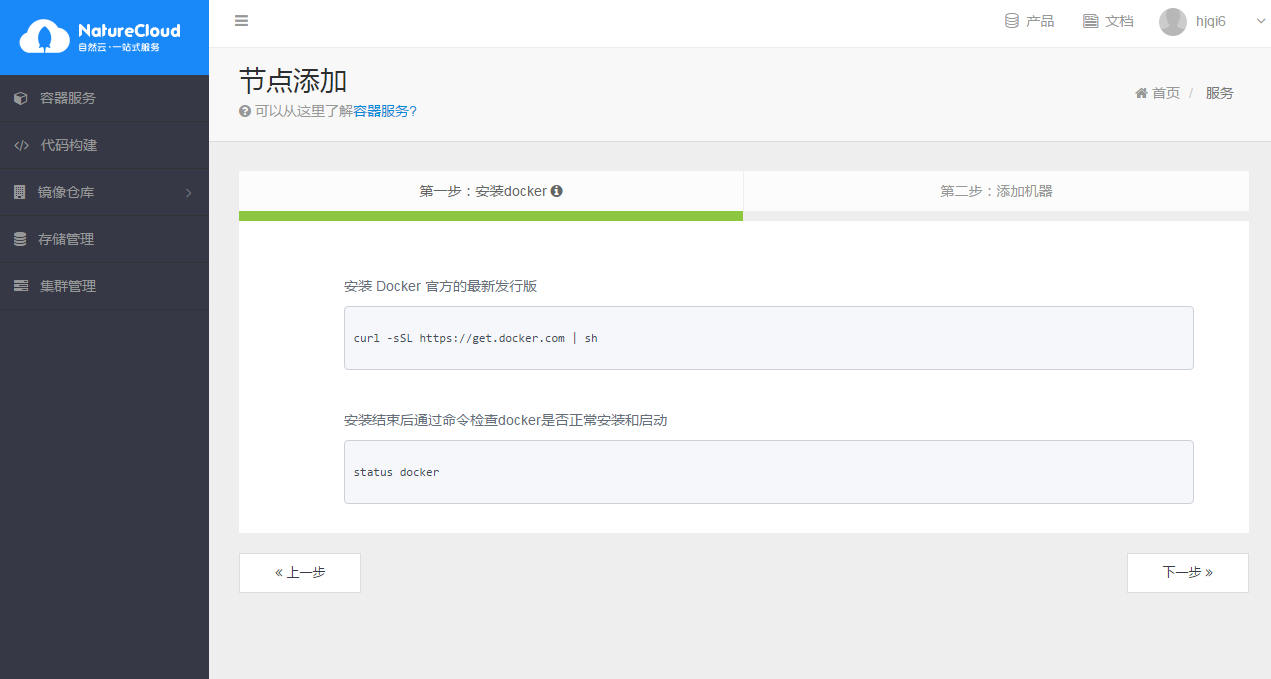 NatureCloud
自然云·一站式服务
产品
文档
hjqi6
容器服务
代码构建
镜像仓库
存储管理
集群管理
节点添加
可以从这里了解容器服务?
首页 / 服务
第一步：安装docker
第二步：添加机器
安装 Docker 官方的最新发行版
curl -sSL https://get.docker.com | sh
安装结束后通过命令检查docker是否正常安装和启动
status docker
« 上一步
下一步 »